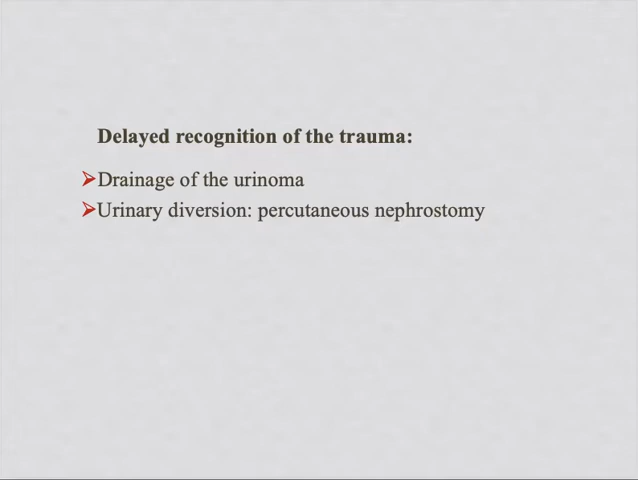 Delayed recognition of the trauma:
➢Drainage of the urinoma
➢Urinary diversion: percutaneous nephrostomy